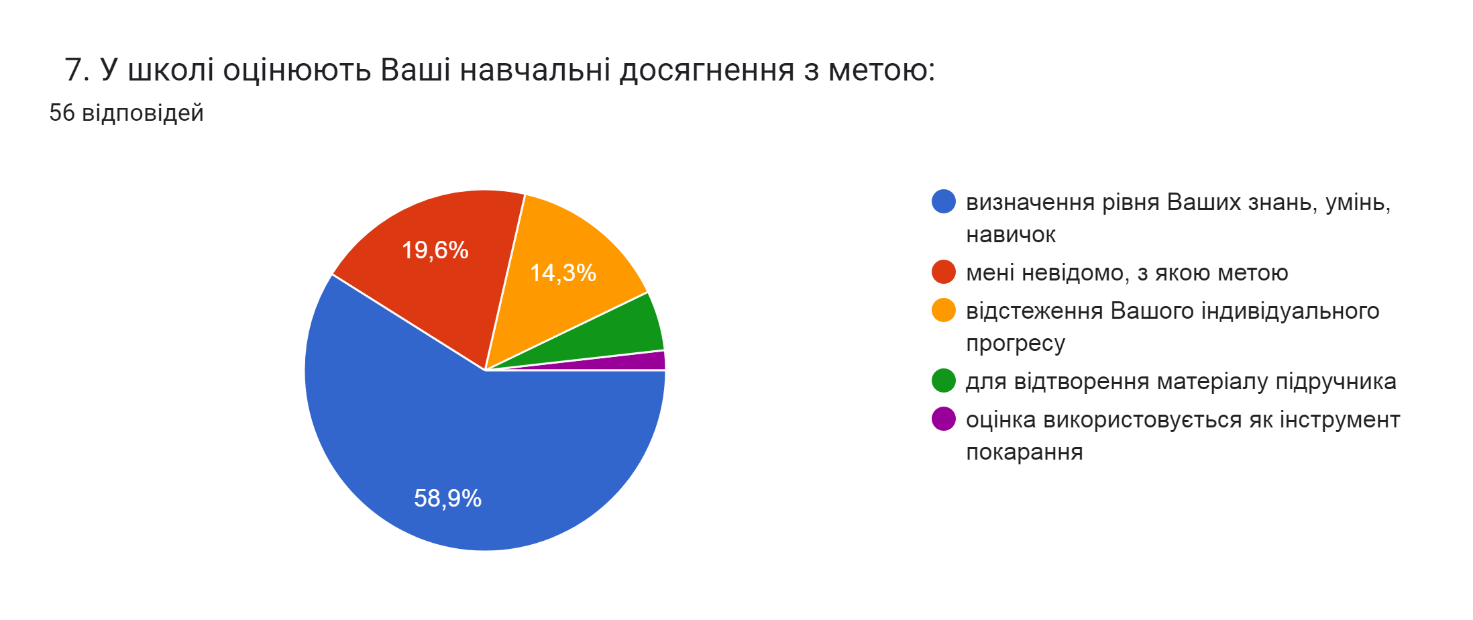 7. У школі оцінюють Ваші навчальні досягнення з метою:
56 відповідей
19,6%
14,3%
58,9%
визначення рівня Ваших знань, умінь,
навичок
мені невідомо, з якою метою
відстеження Вашого індивідуального
прогресу
для відтворення матеріалу підручника
оцінка використовується як інструмент
покарання